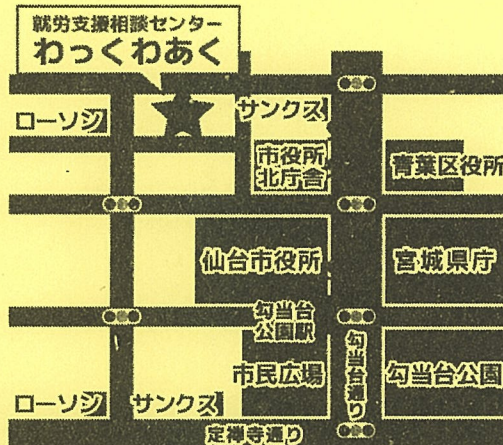 就労支援相談センター
わっくわあく
ローソン
サンクス
市役所
北庁舎
青葉区役所
仙台市役所
宮城県庁
勾当台
公園駅
市民広場
勾当台通り
勾当台公園
ローソン
サンクス
定禅寺通り